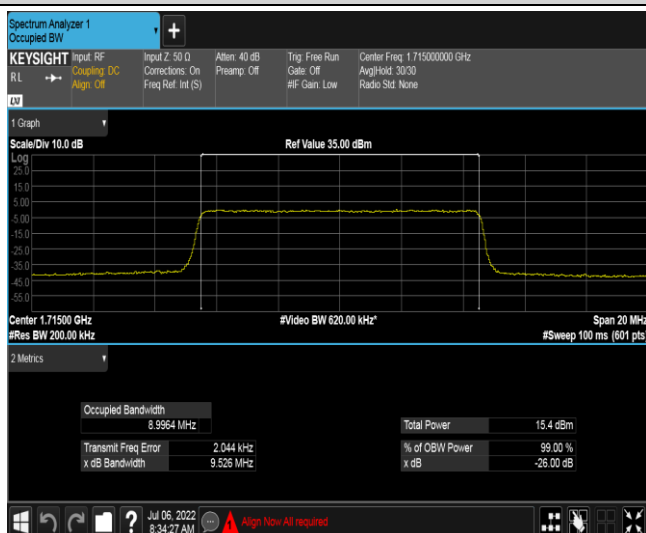 Spectrum Analyzer 1
Occupied BW
+
KEYSIGHT
RL
LXI
Input: RF
Coupling: DC
Align: Off
Input Z: 50 Ω
Corrections: On
Freq Ref: Int (S)
Atten: 40 dB
Preamp: Off
Trig: Free Run
Gate: Off
#IF Gain: Low
Center Freq: 1.715000000 GHz
Avg|Hold: 30/30
Radio Std: None
1 Graph
Scale/Div 10.0 dB
Ref Value 35.00 dBm
Log
25.0
15.0
5.00
-5.00
-15.0
-25.0
-35.0
-45.0
-55.0
Center 1.71500 GHz
#Video BW 620.00 kHz*
Span 20 MHz
#Res BW 200.00 kHz
#Sweep 100 ms (601 pts)
2 Metrics
Occupied Bandwidth
8.9964 MHz
Total Power 15.4 dBm
Transmit Freq Error 2.044 kHz
% of OBW Power 99.00 %
x dB Bandwidth 9.526 MHz
x dB -26.00 dB
?
Jul 06, 2022
8:34:27 AM
Align Now All required